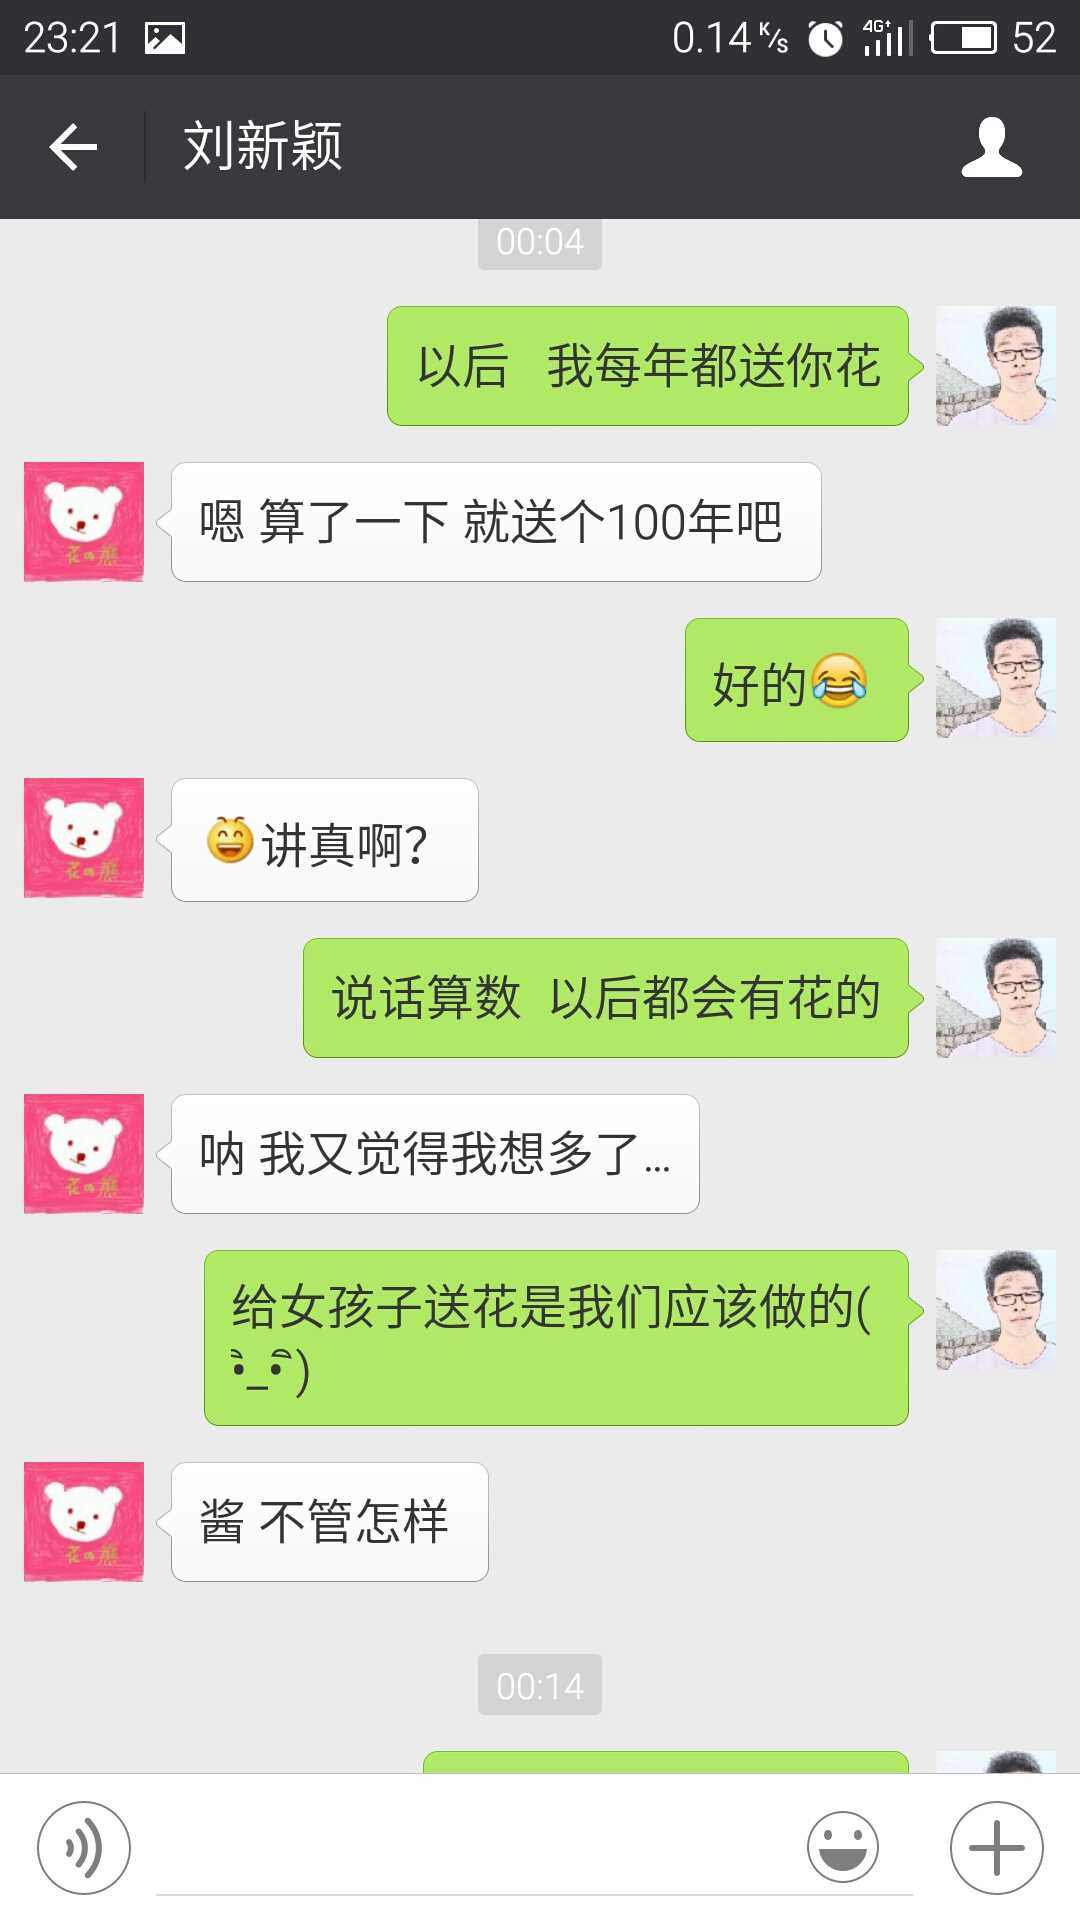 23:21 0.14 K/s 4G+ 52
刘新颖
00:04
以后 我每年都送你花
嗯 算了一下 就送个100年吧
好的😂
😄讲真啊?
说话算数 以后都会有花的
呐 我又觉得我想多了...
给女孩子送花是我们应该做的(
•̀_•́)
酱 不管怎样
00:14